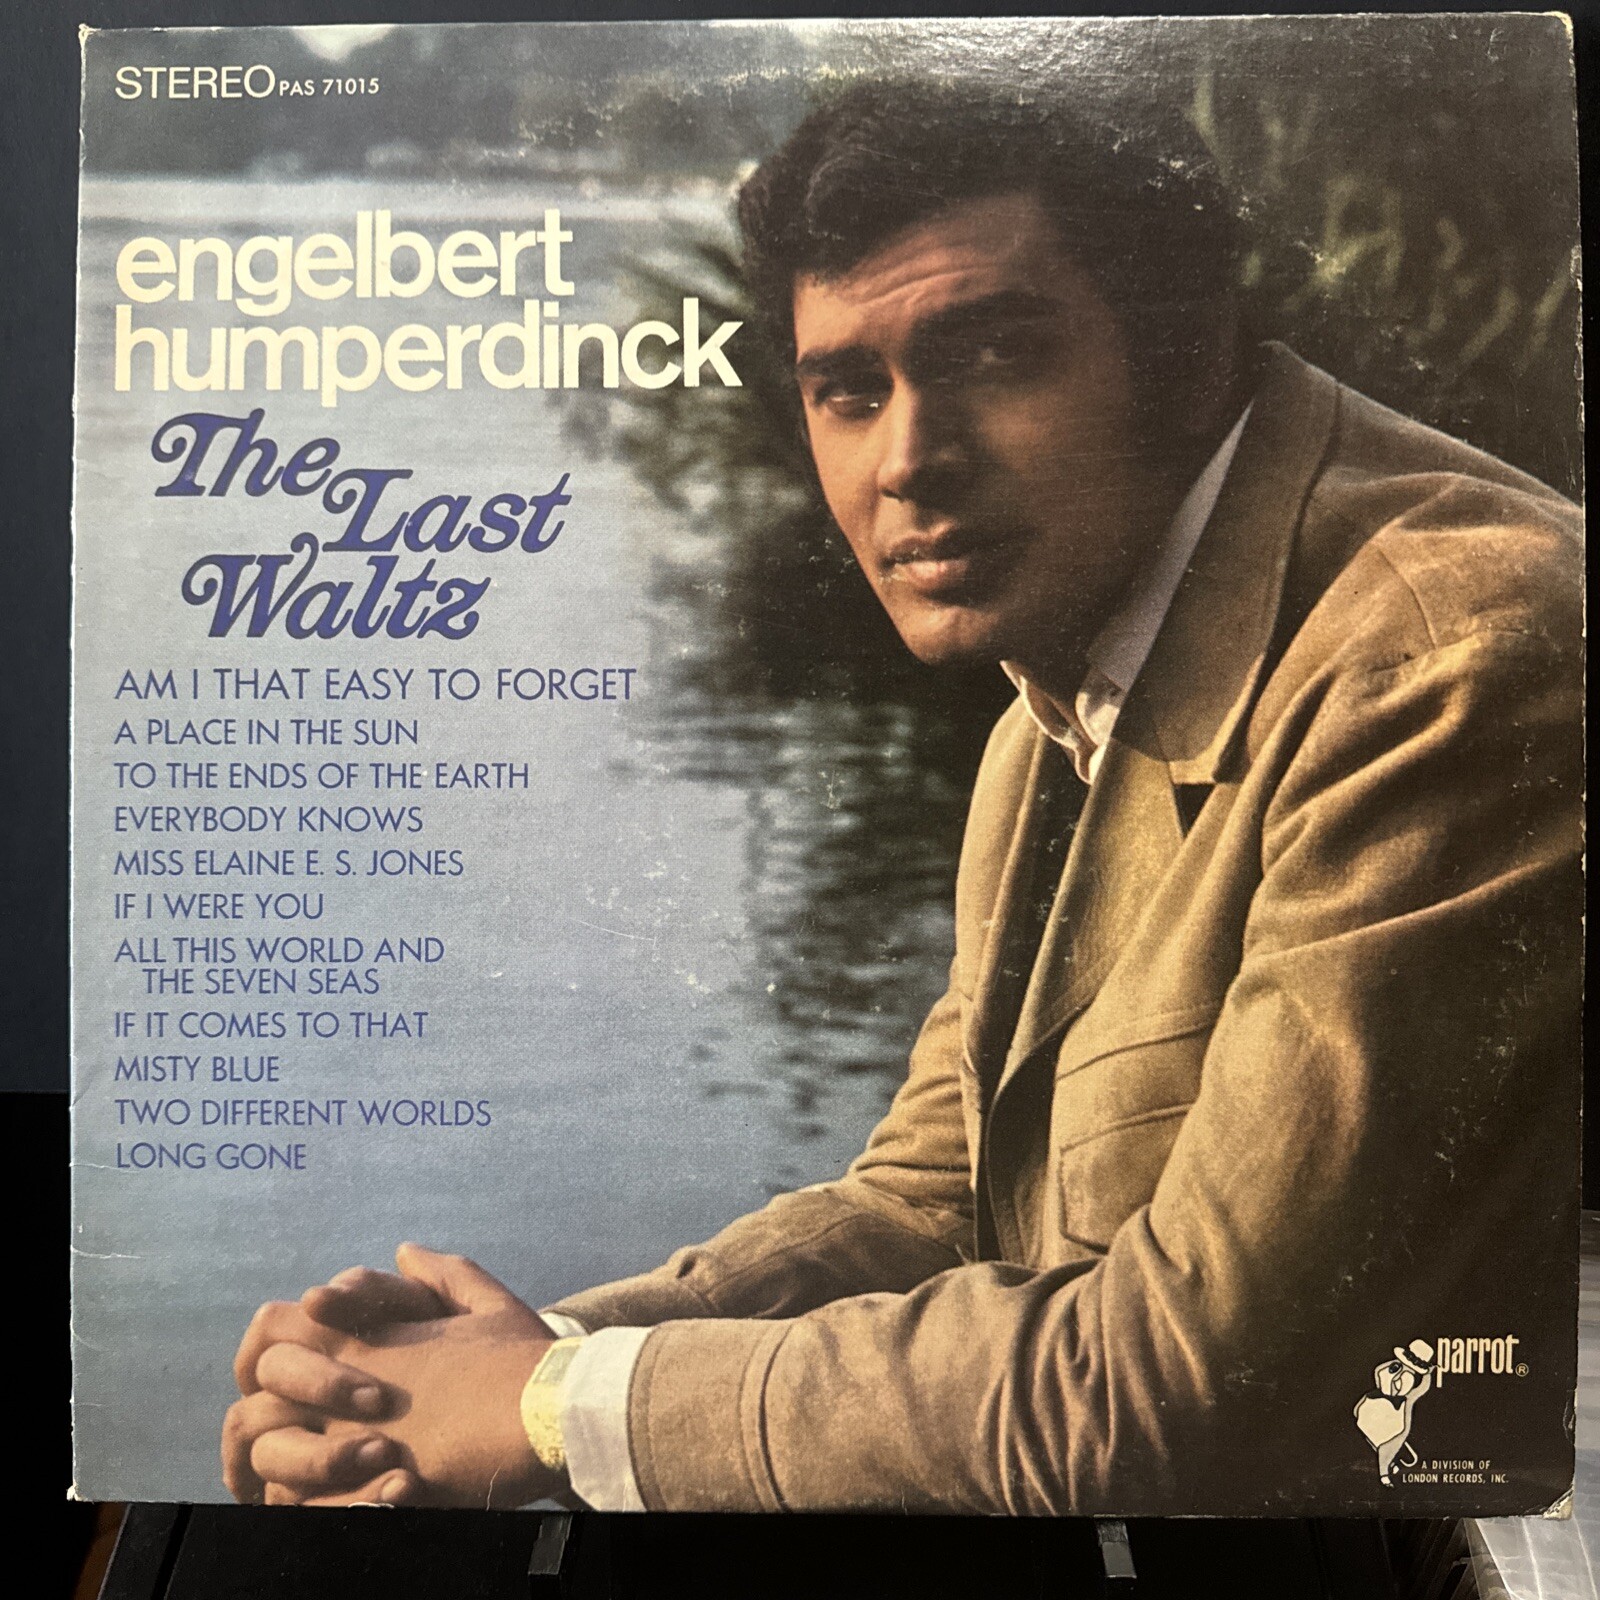 STEREO PAS 71015
engelbert
humperdinck
The
Last
Waltz
AM I THAT EASY TO FORGET
A PLACE IN THE SUN
TO THE ENDS OF THE EARTH
EVERYBODY KNOWS
MISS ELAINE E. S. JONES
IF I WERE YOU
ALL THIS WORLD AND
THE SEVEN SEAS
IF IT COMES TO THAT
MISTY BLUE
TWO DIFFERENT WORLDS
LONG GONE
parrot®
A DIVISION OF
LONDON RECORDS, INC.